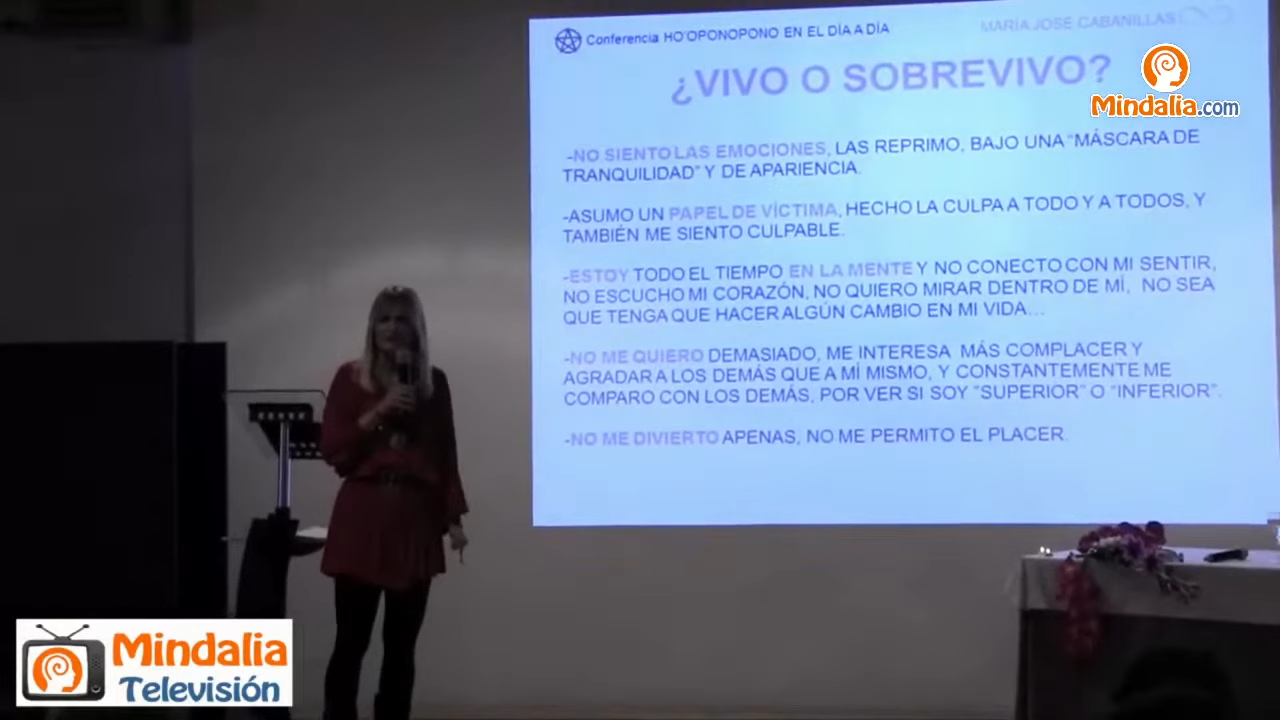 Conferencia HO'OPONOPONO EN EL DÍA A DÍA
MARÍA JOSÉ CABANILLAS
¿VIVO O SOBREVIVO?
Mindalia.com
-NO SIENTO LAS EMOCIONES, LAS REPRIMO, BAJO UNA "MÁSCARA DE
TRANQUILIDAD" Y DE APARIENCIA.
-ASUMO UN PAPEL DE VÍCTIMA, HECHO LA CULPA A TODO Y A TODOS, Y
TAMBIÉN ME SIENTO CULPABLE.
-ESTOY TODO EL TIEMPO EN LA MENTE Y NO CONECTO CON MI SENTIR,
NO ESCUCHO MI CORAZÓN, NO QUIERO MIRAR DENTRO DE MÍ, NO SEA
QUE TENGA QUE HACER ALGÚN CAMBIO EN MI VIDA...
-NO ME QUIERO DEMASIADO, ME INTERESA MÁS COMPLACER Y
AGRADAR A LOS DEMÁS QUE A MÍ MISMO, Y CONSTANTEMENTE ME
COMPARO CON LOS DEMÁS, POR VER SI SOY "SUPERIOR" O "INFERIOR".
-NO ME DIVIERTO APENAS, NO ME PERMITO EL PLACER.
Mindalia
Televisión